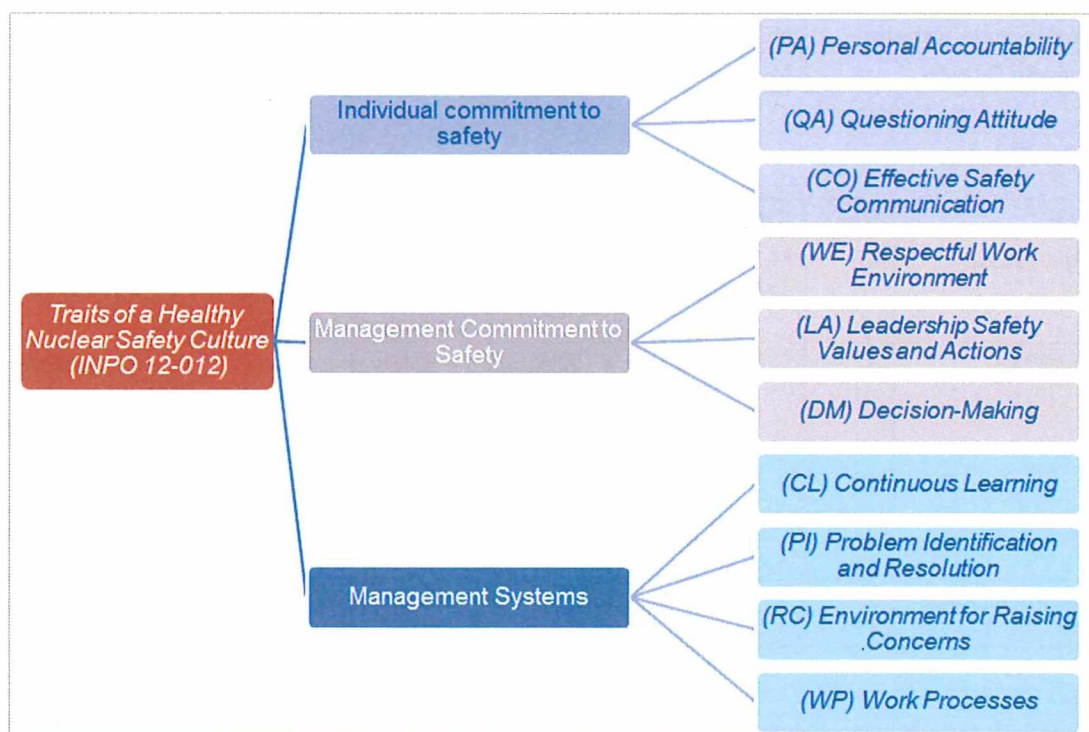 Traits of a Healthy
Nuclear Safety Culture
(INPO 12-012)
Individual commitment to
safety
(PA) Personal Accountability
(QA) Questioning Attitude
(CO) Effective Safety
Communication
Management Commitment to
Safety
(WE) Respectful Work
Environment
(LA) Leadership Safety
Values and Actions
(DM) Decision-Making
Management Systems
(CL) Continuous Learning
(PI) Problem Identification
and Resolution
(RC) Environment for Raising
.Concerns
(WP) Work Processes